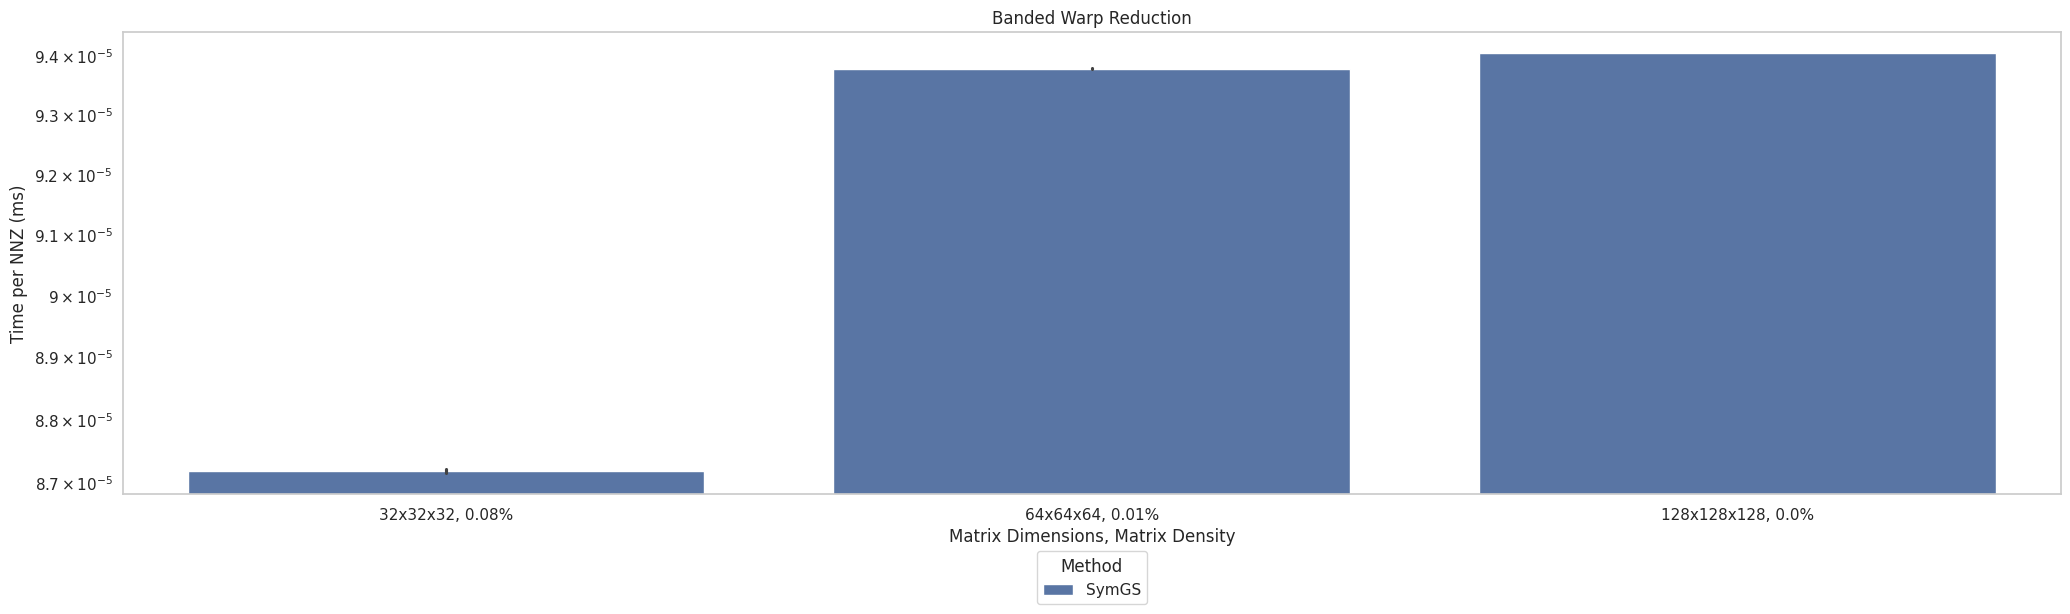 Banded Warp Reduction
Time per NNZ (ms)
9.4 × 10⁻⁵
9.3 × 10⁻⁵
9.2 × 10⁻⁵
9.1 × 10⁻⁵
9 × 10⁻⁵
8.9 × 10⁻⁵
8.8 × 10⁻⁵
8.7 × 10⁻⁵
32x32x32, 0.08%
64x64x64, 0.01%
128x128x128, 0.0%
Matrix Dimensions, Matrix Density
Method
SymGS